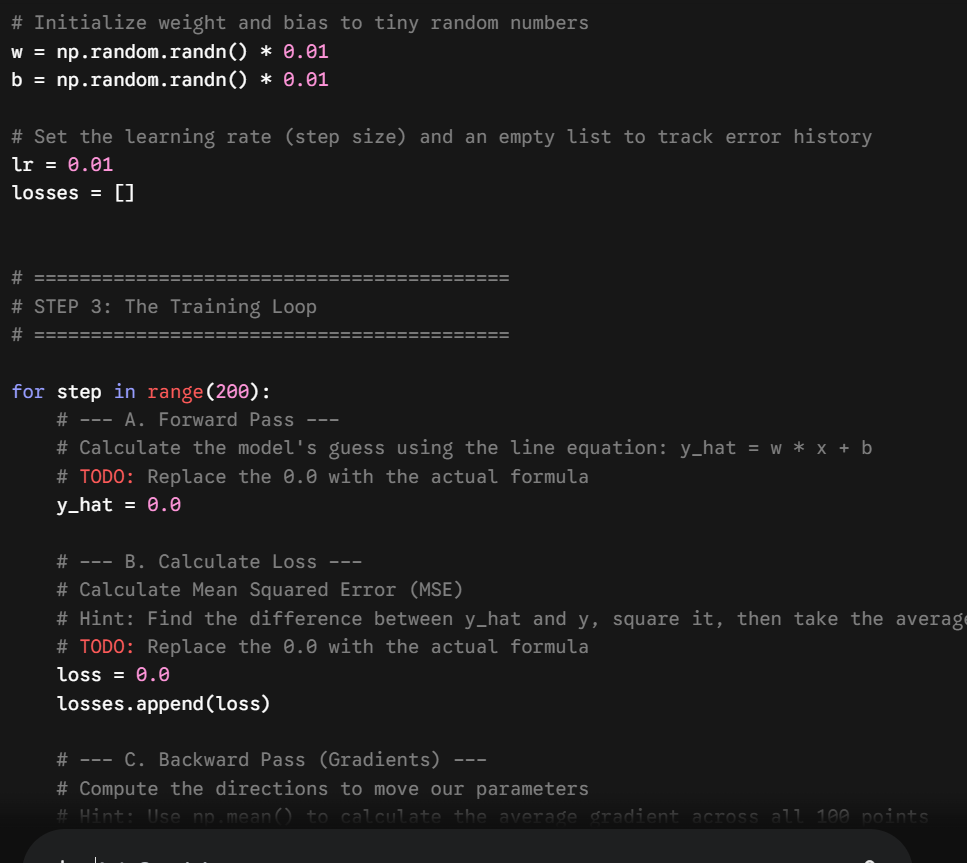 # Initialize weight and bias to tiny random numbers
w = np.random.randn() * 0.01
b = np.random.randn() * 0.01
# Set the learning rate (step size) and an empty list to track error history
lr = 0.01
losses = []
# ==========================================
# STEP 3: The Training Loop
# ==========================================
for step in range(200):
# --- A. Forward Pass ---
# Calculate the model's guess using the line equation: y_hat = w * x + b
# TODO: Replace the 0.0 with the actual formula
y_hat = 0.0
# --- B. Calculate Loss ---
# Calculate Mean Squared Error (MSE)
# Hint: Find the difference between y_hat and y, square it, then take the average
# TODO: Replace the 0.0 with the actual formula
loss = 0.0
losses.append(loss)
# --- C. Backward Pass (Gradients) ---
# Compute the directions to move our parameters
# Hint: Use np.mean() to calculate the average gradient across all 100 points